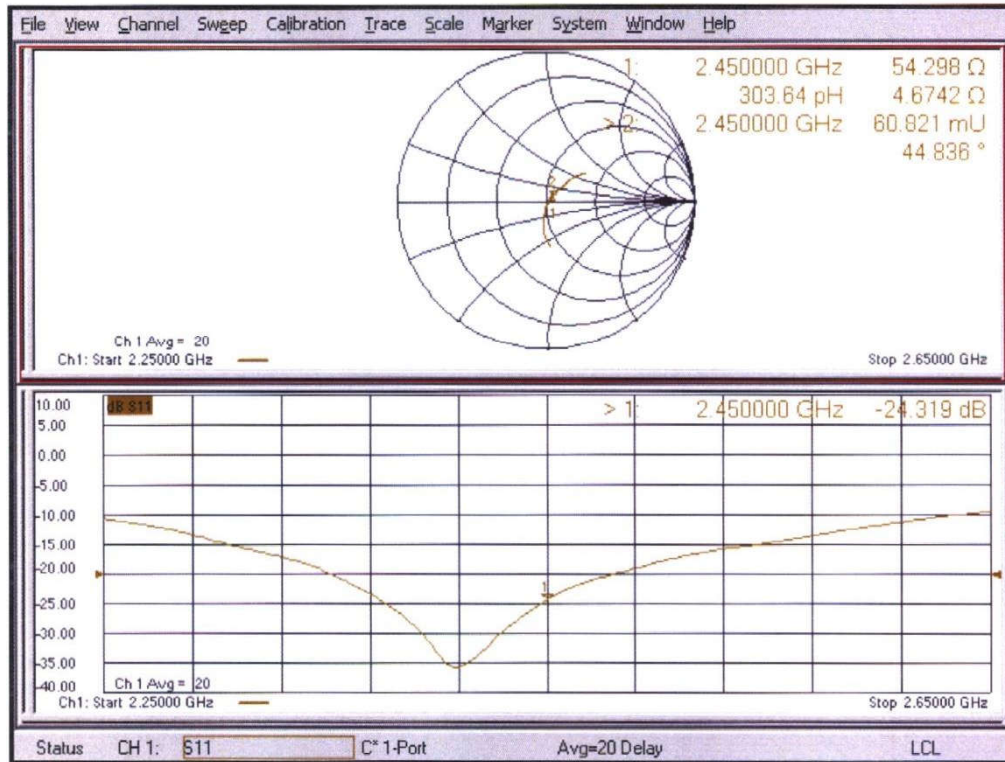 File View Channel Sweep Calibration Trace Scale Marker System Window Help
1: 2.450000 GHz 54.298 Ω
303.64 pH 4.6742 Ω
> 2: 2.450000 GHz 60.821 mU
44.836 °
2
1
Ch 1 Avg = 20
Ch1: Start 2.25000 GHz Stop 2.65000 GHz
10.00 dB S11 > 1: 2.450000 GHz -24.319 dB
5.00
0.00
-5.00
-10.00
-15.00
-20.00
1
-25.00
-30.00
-35.00
-40.00 Ch 1 Avg = 20
Ch1: Start 2.25000 GHz Stop 2.65000 GHz
Status CH 1: S11 C* 1-Port Avg=20 Delay LCL